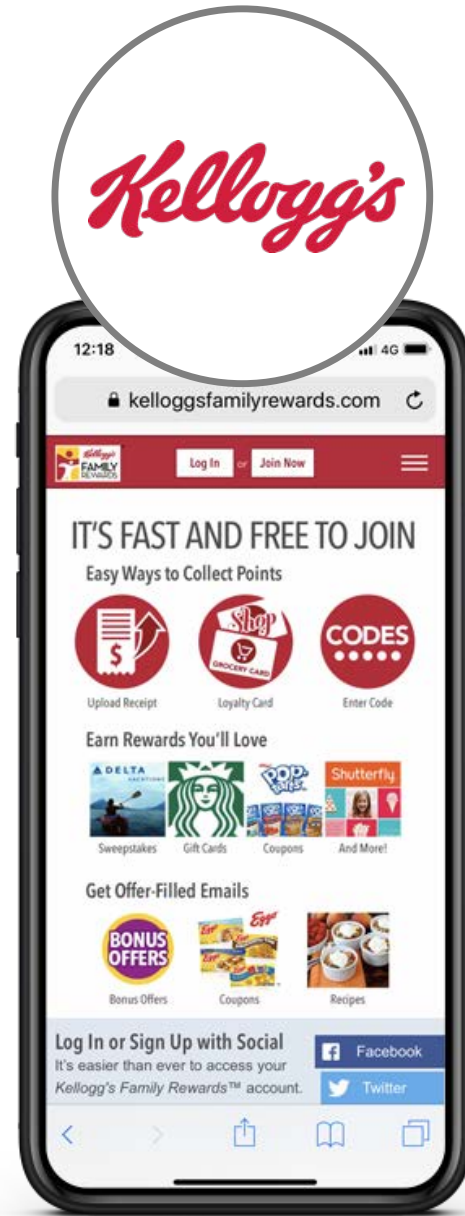 Kellogg's
12:18
4G
kelloggsfamilyrewards.com
Kellogg's
FAMILY
REWARDS
Log In or Join Now
IT'S FAST AND FREE TO JOIN
Easy Ways to Collect Points
$
Shop
GROCERY CARD
CODES
Upload Receipt
Loyalty Card
Enter Code
Earn Rewards You'll Love
DELTA
VACATIONS
POP
TARTS
Shutterfly
Sweepstakes
Gift Cards
Coupons
And More!
Get Offer-Filled Emails
BONUS
OFFERS
Eggo
Eggo
Bonus Offers
Coupons
Recipes
Log In or Sign Up with Social
It's easier than ever to access your
Kellogg's Family Rewards™ account.
Facebook
Twitter